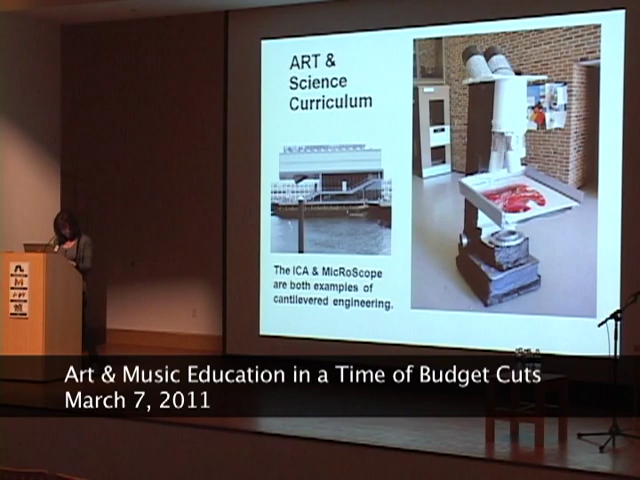 ART &
Science
Curriculum
The ICA & MicRoScope
are both examples of
cantilevered engineering.
Art & Music Education in a Time of Budget Cuts
March 7, 2011